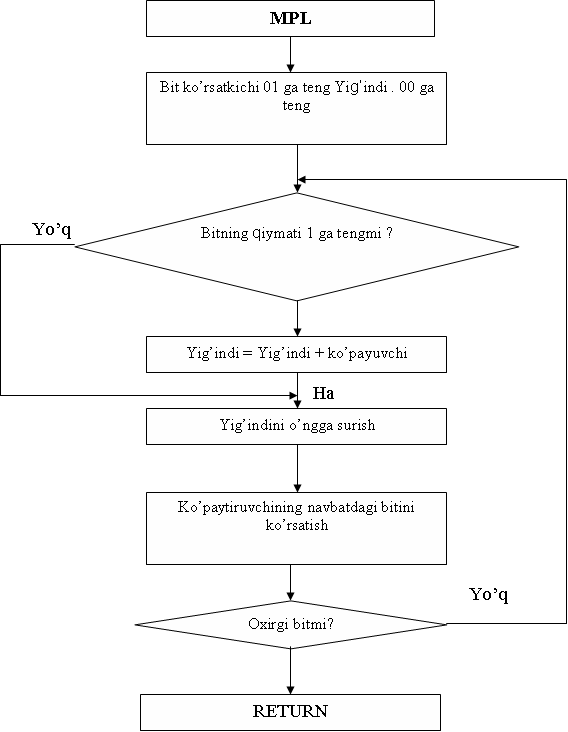 MPL
Bit ko’rsatkichi 01 ga teng Yig’indi . 00 ga
teng
Yo’q
Bitning qiymati 1 ga tengmi ?
Yig’indi = Yig’indi + ko’payuvchi
Ha
Yig’indini o’ngga surish
Ko’paytiruvchining navbatdagi bitini
ko’rsatish
Yo’q
Oxirgi bitmi?
RETURN